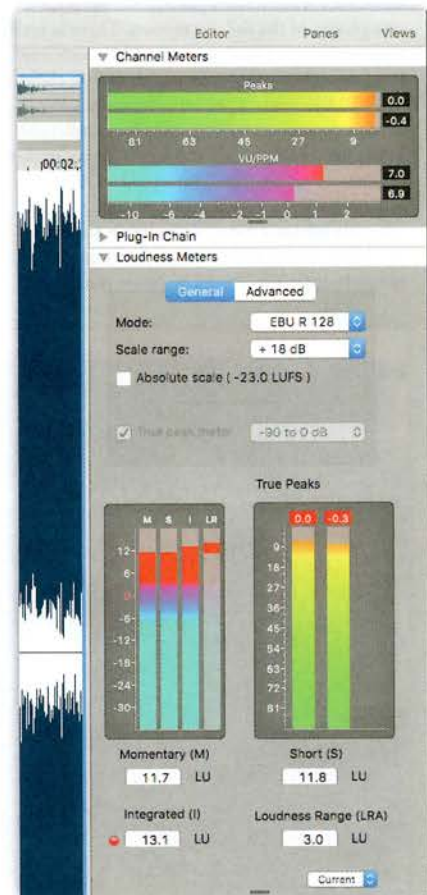 Editor Panes Views
Channel Meters
Peaks
0.0
-0.4
81 63 45 27 9
VU/PPM
7.0
6.9
-10 -6 -4 -2 -1 0 1 2
00:02
Plug-In Chain
Loudness Meters
General Advanced
Mode: EBU R 128
Scale range: + 18 dB
Absolute scale ( -23.0 LUFS )
True peak meter -90 to 0 dB
True Peaks
M S I LR
0.0 -0.3
12
6
0
-6
-12
-18
-24
-30
9
18
27
36
45
54
63
72
81
Momentary (M) Short (S)
11.7 LU 11.8 LU
Integrated (I) Loudness Range (LRA)
13.1 LU 3.0 LU
Current